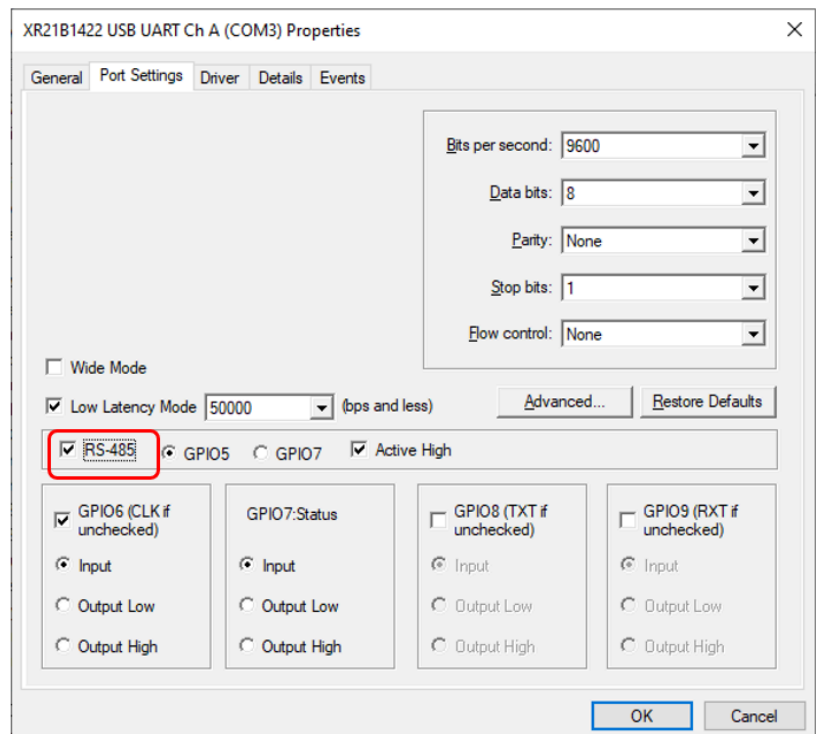 XR21B1422 USB UART Ch A (COM3) Properties
General Port Settings Driver Details Events
Bits per second: 9600
Data bits: 8
Parity: None
Stop bits: 1
Flow control: None
Wide Mode
Low Latency Mode 50000 (bps and less)
Advanced... Restore Defaults
RS-485 GPIO5 GPIO7 Active High
GPIO6 (CLK if
unchecked)
Input
Output Low
Output High
GPIO7:Status
Input
Output Low
Output High
GPIO8 (TXT if
unchecked)
Input
Output Low
Output High
GPIO9 (RXT if
unchecked)
Input
Output Low
Output High
OK Cancel